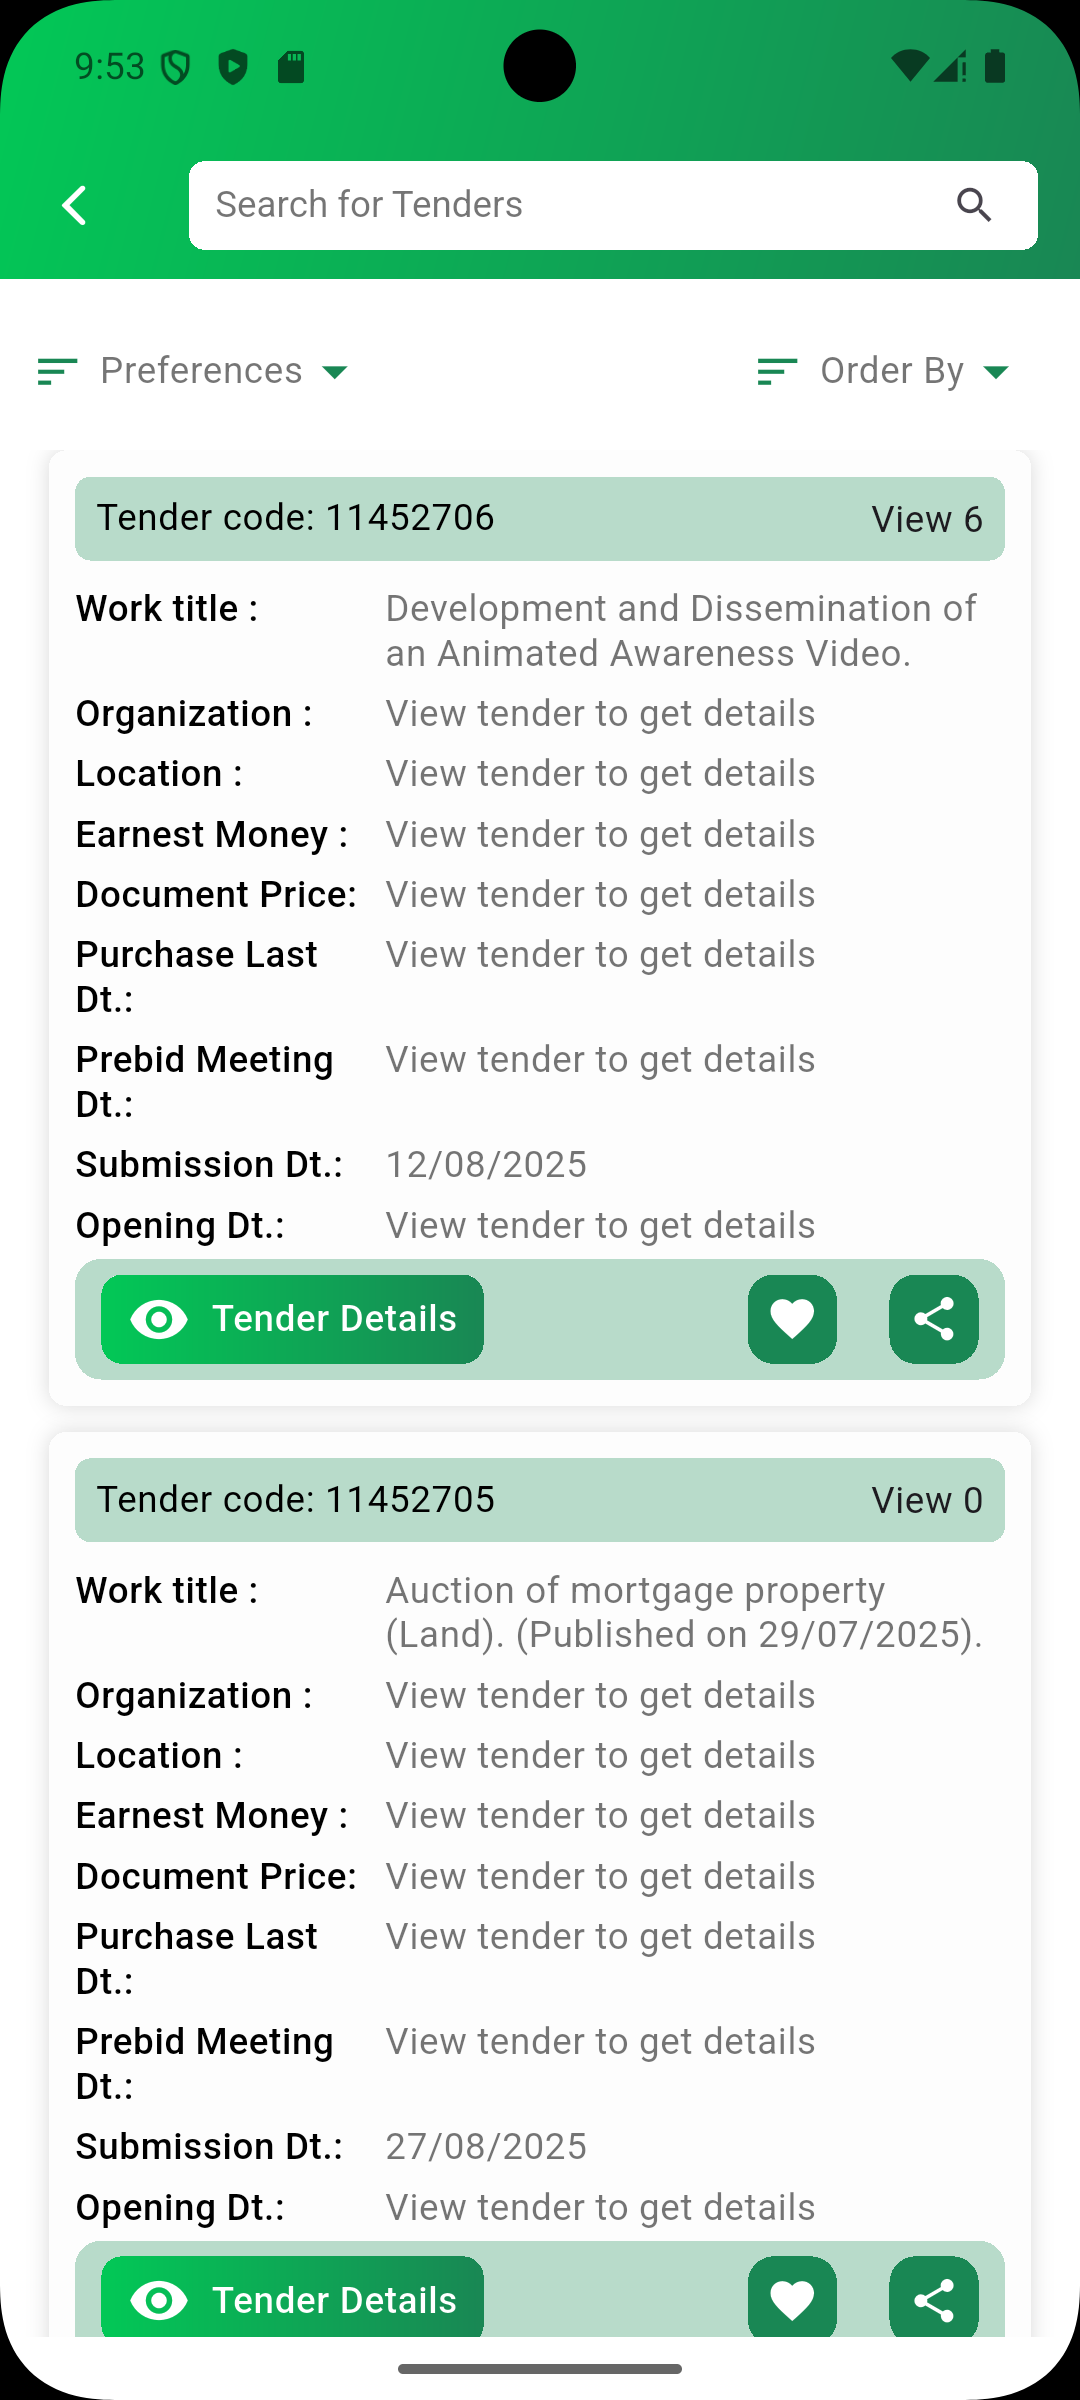 9:53
Search for Tenders
Preferences
Order By
Tender code: 11452706
View 6
Work title :
Development and Dissemination of
an Animated Awareness Video.
Organization :
View tender to get details
Location :
View tender to get details
Earnest Money :
View tender to get details
Document Price:
View tender to get details
Purchase Last
Dt.:
View tender to get details
Prebid Meeting
Dt.:
View tender to get details
Submission Dt.:
12/08/2025
Opening Dt.:
View tender to get details
Tender Details
Tender code: 11452705
View 0
Work title :
Auction of mortgage property
(Land). (Published on 29/07/2025).
Organization :
View tender to get details
Location :
View tender to get details
Earnest Money :
View tender to get details
Document Price:
View tender to get details
Purchase Last
Dt.:
View tender to get details
Prebid Meeting
Dt.:
View tender to get details
Submission Dt.:
27/08/2025
Opening Dt.:
View tender to get details
Tender Details